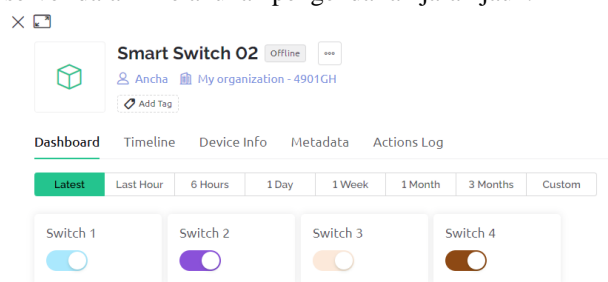 Smart Switch 02 Offline
Ancha My organization - 4901GH
Add Tag
Dashboard Timeline Device Info Metadata Actions Log
Latest Last Hour 6 Hours 1 Day 1 Week 1 Month 3 Months Custom
Switch 1 Switch 2 Switch 3 Switch 4